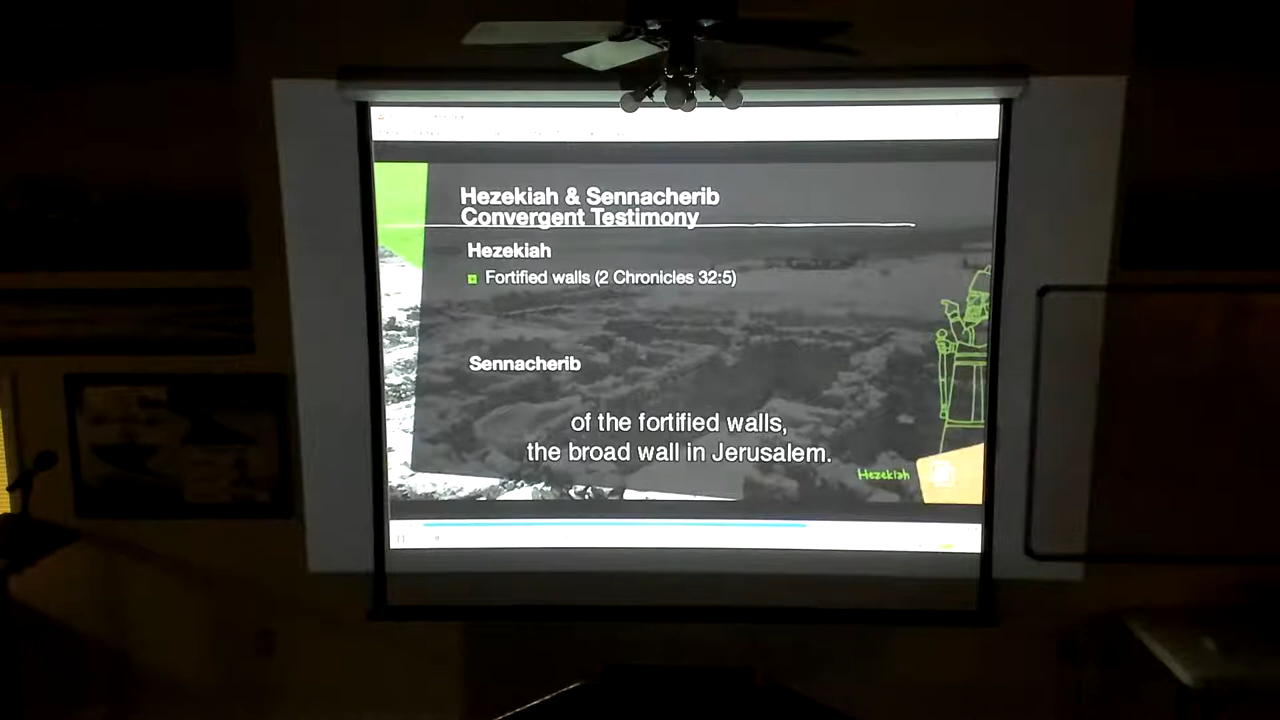 Hezekiah & Sennacherib
Convergent Testimony
Hezekiah
Fortified walls (2 Chronicles 32:5)
Sennacherib
of the fortified walls,
the broad wall in Jerusalem.
Hezekiah